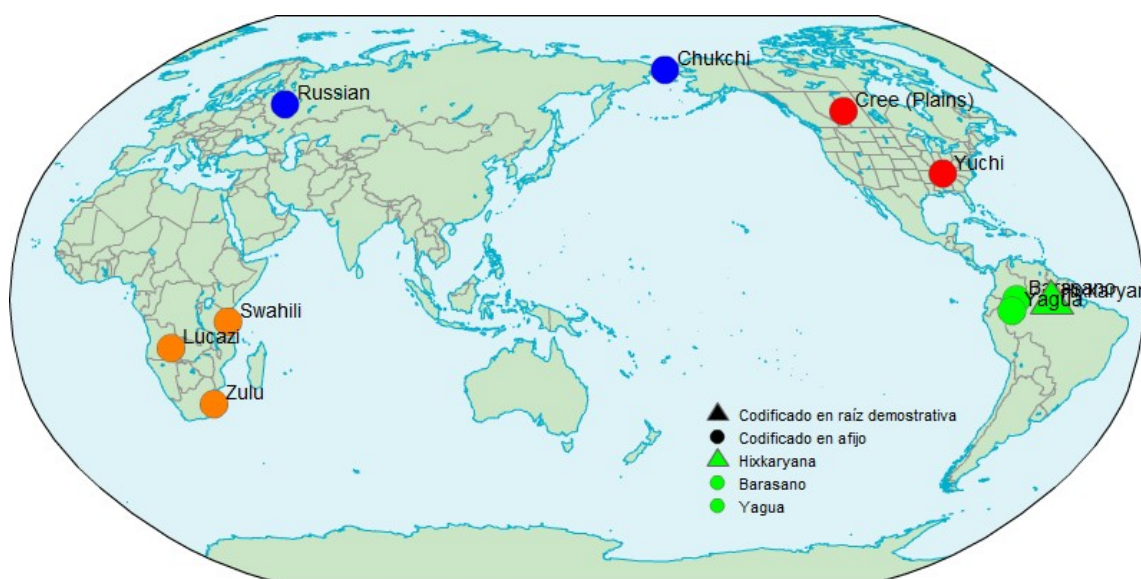 Chukchi
Russian
Cree (Plains)
Yuchi
Barasano
Hixkaryana
Yagua
Swahili
Lucazi
Zulu
Codificado en raíz demostrativa
Codificado en afijo
Hixkaryana
Barasano
Yagua